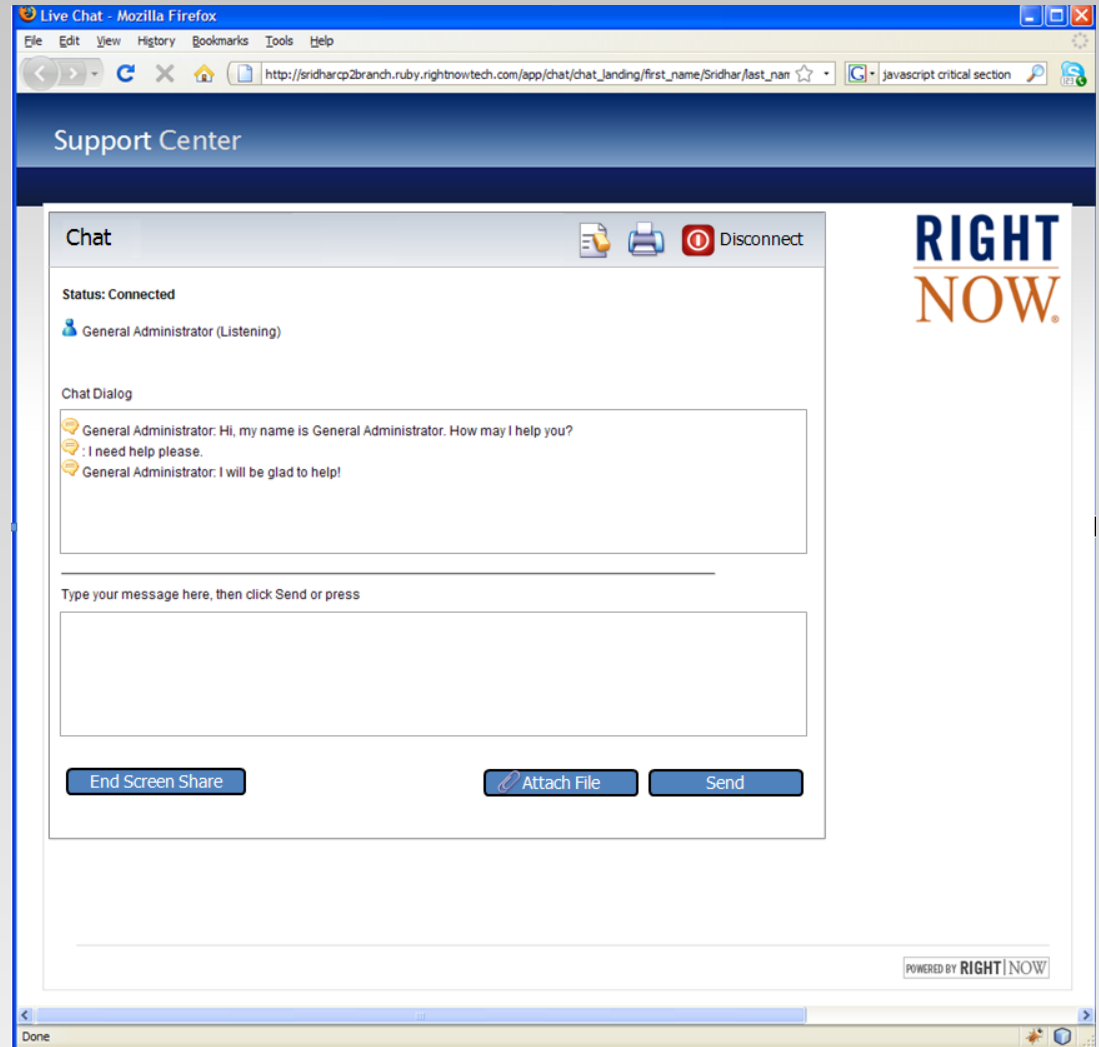 Live Chat - Mozilla Firefox
File Edit View History Bookmarks Tools Help
http://sridharcp2branch.ruby.rightnowtech.com/app/chat/chat_landing/first_name/Sridhar/last_nam G javascript critical section
Support Center
Chat Disconnect
RIGHT
NOW®
Status: Connected
General Administrator (Listening)
Chat Dialog
General Administrator: Hi, my name is General Administrator. How may I help you?
: I need help please.
General Administrator: I will be glad to help!
Type your message here, then click Send or press
End Screen Share Attach File Send
POWERED BY RIGHT NOW
Done